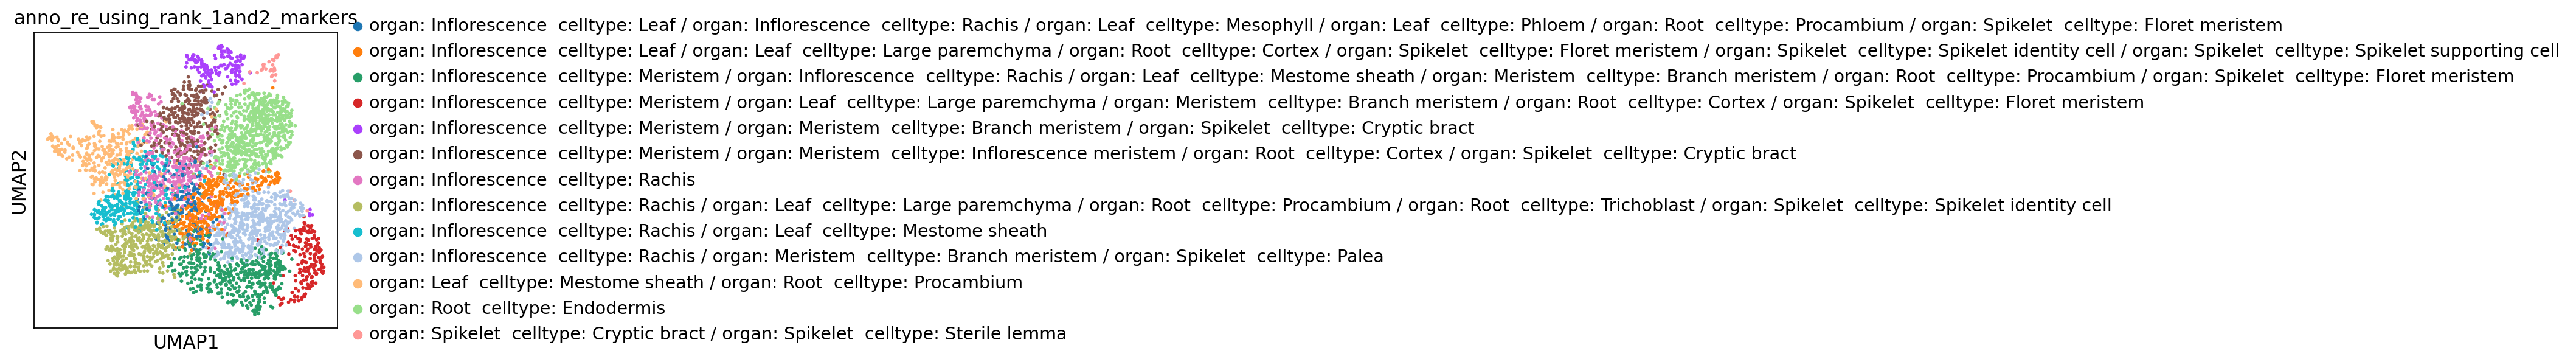 anno_re_using_rank_1and2_markers
organ: Inflorescence  celltype: Leaf / organ: Inflorescence  celltype: Rachis / organ: Leaf  celltype: Mesophyll / organ: Leaf  celltype: Phloem / organ: Root  celltype: Procambium / organ: Spikelet  celltype: Floret meristem
organ: Inflorescence  celltype: Leaf / organ: Leaf  celltype: Large paremchyma / organ: Root  celltype: Cortex / organ: Spikelet  celltype: Floret meristem / organ: Spikelet  celltype: Spikelet identity cell / organ: Spikelet  celltype: Spikelet supporting cell
organ: Inflorescence  celltype: Meristem / organ: Inflorescence  celltype: Rachis / organ: Leaf  celltype: Mestome sheath / organ: Meristem  celltype: Branch meristem / organ: Root  celltype: Procambium / organ: Spikelet  celltype: Floret meristem
organ: Inflorescence  celltype: Meristem / organ: Leaf  celltype: Large paremchyma / organ: Meristem  celltype: Branch meristem / organ: Root  celltype: Cortex / organ: Spikelet  celltype: Floret meristem
organ: Inflorescence  celltype: Meristem / organ: Meristem  celltype: Branch meristem / organ: Spikelet  celltype: Cryptic bract
organ: Inflorescence  celltype: Meristem / organ: Meristem  celltype: Inflorescence meristem / organ: Root  celltype: Cortex / organ: Spikelet  celltype: Cryptic bract
organ: Inflorescence  celltype: Rachis
organ: Inflorescence  celltype: Rachis / organ: Leaf  celltype: Large paremchyma / organ: Root  celltype: Procambium / organ: Root  celltype: Trichoblast / organ: Spikelet  celltype: Spikelet identity cell
organ: Inflorescence  celltype: Rachis / organ: Leaf  celltype: Mestome sheath
organ: Inflorescence  celltype: Rachis / organ: Meristem  celltype: Branch meristem / organ: Spikelet  celltype: Palea
organ: Leaf  celltype: Mestome sheath / organ: Root  celltype: Procambium
organ: Root  celltype: Endodermis
organ: Spikelet  celltype: Cryptic bract / organ: Spikelet  celltype: Sterile lemma
UMAP2
UMAP1